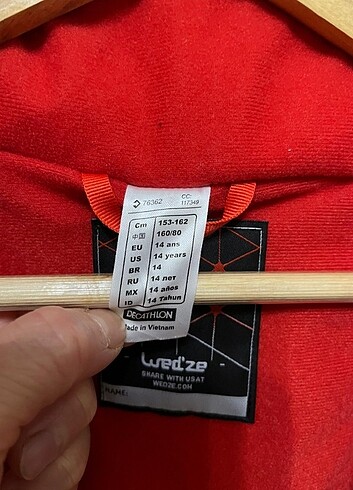 76362
CC:
117349
Cm 153-162
中国 160/80
EU 14 ans
US 14 years
BR 14
RU 14 лет
MX 14 años
ID 14 Tahun
DECATHLON
Made in Vietnam
Wed'ze
SHARE WITH US AT
WEDZE.COM
NAME: